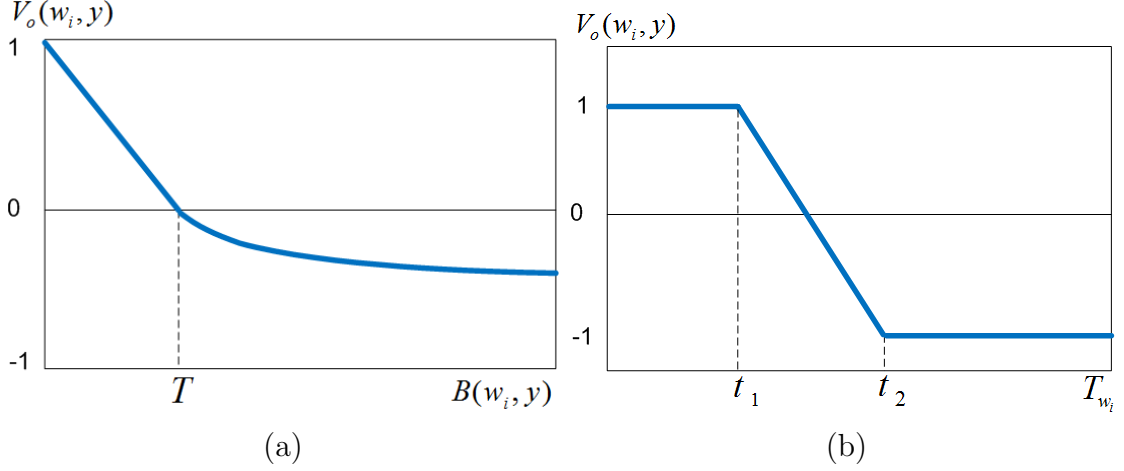 V_o(w_i, y)
1
0
-1
T
B(w_i, y)
(a)
V_o(w_i, y)
1
0
-1
t_1
t_2
T_{w_i}
(b)